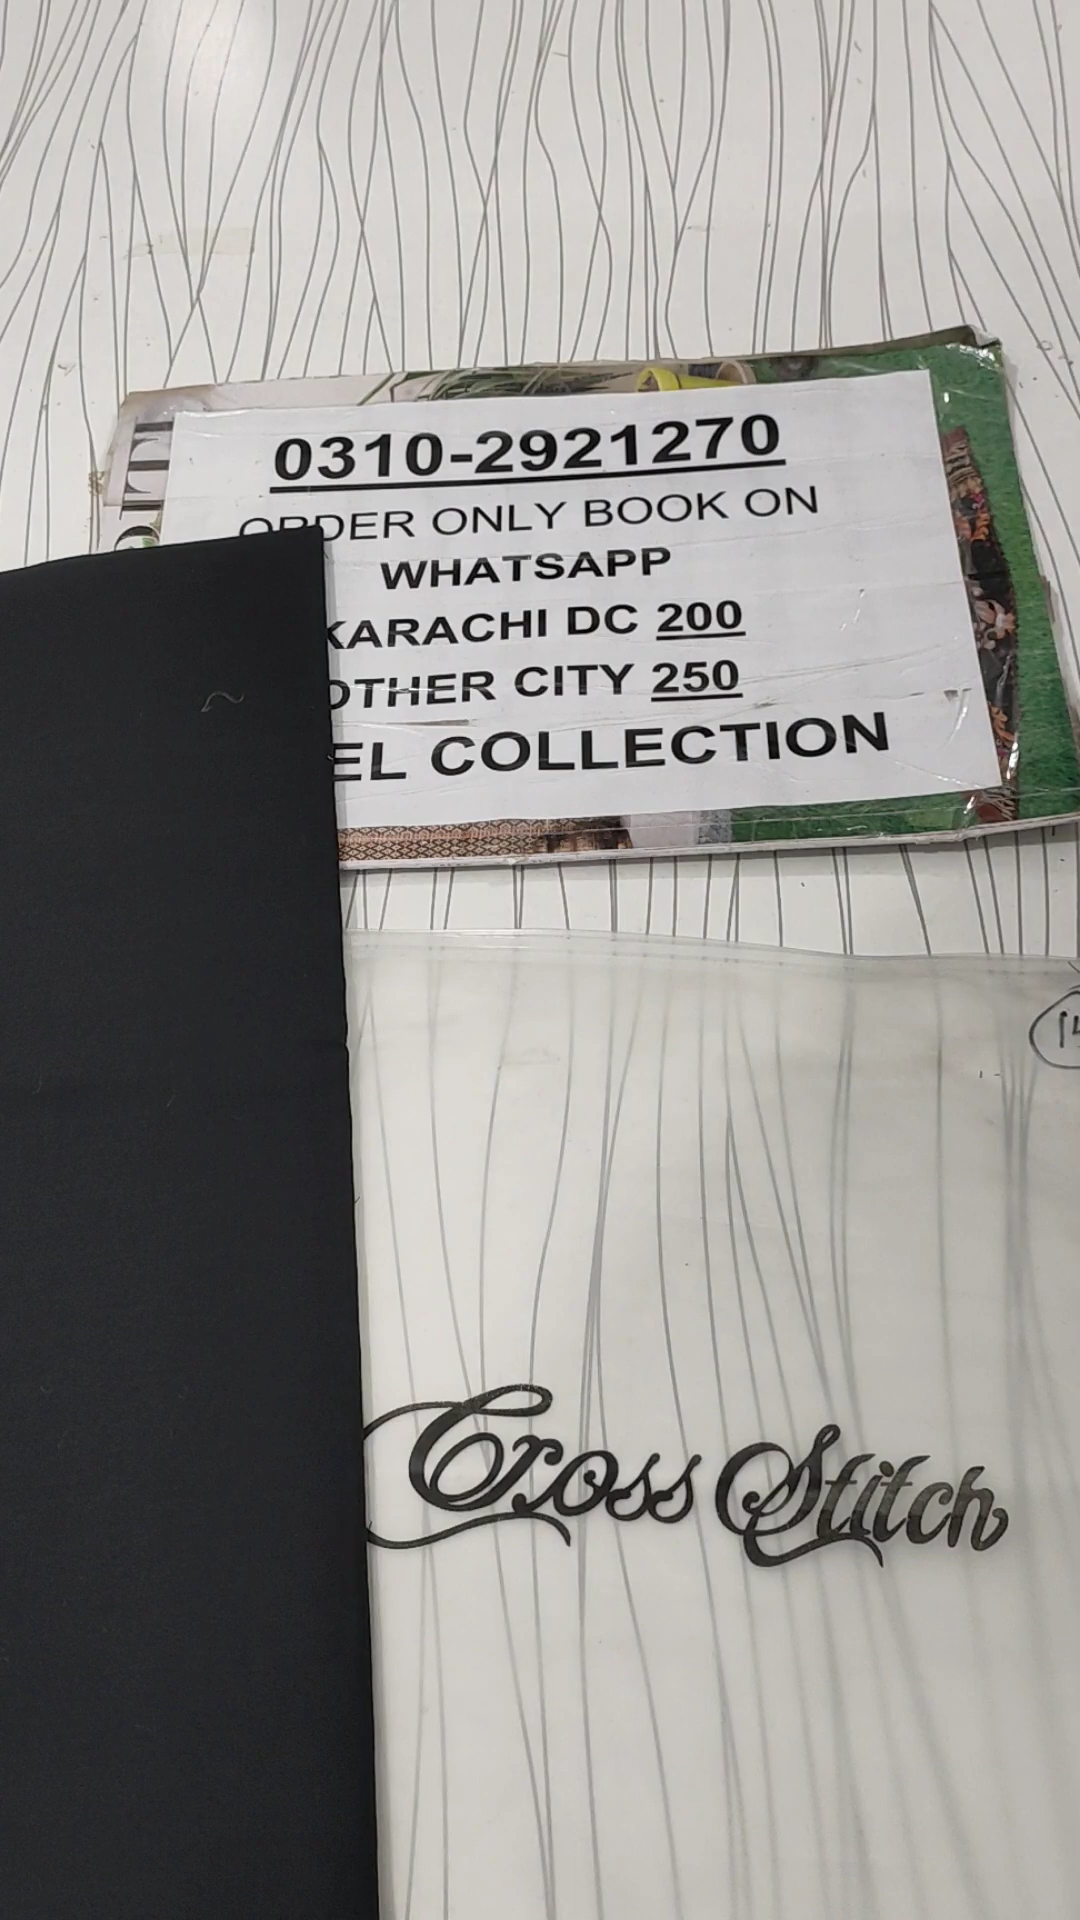 0310-2921270
ORDER ONLY BOOK ON
WHATSAPP
KARACHI DC 200
OTHER CITY 250
EL COLLECTION
Cross Stitch